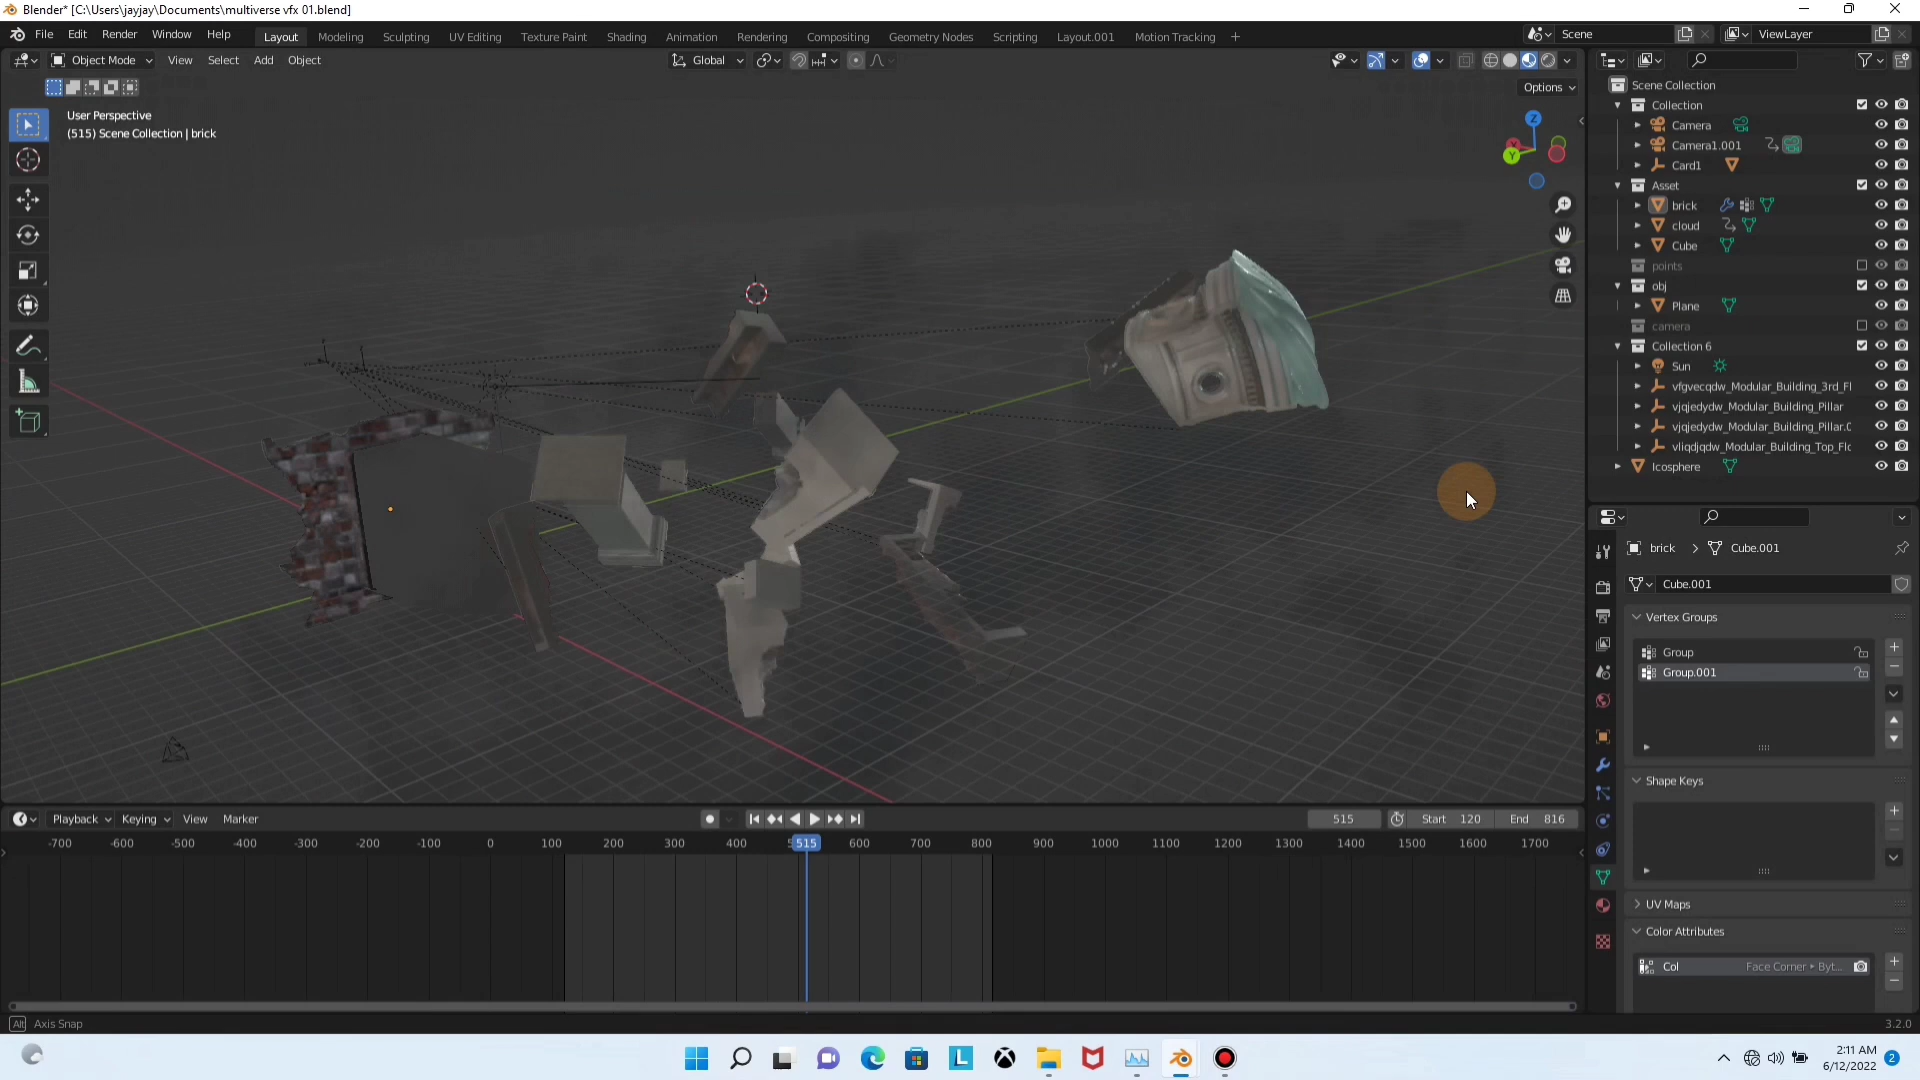 Blender* [C:\Users\jayjay\Documents\multiverse vfx 01.blend]
File Edit Render Window Help
Layout Modeling Sculpting UV Editing Texture Paint Shading Animation Rendering Compositing Geometry Nodes Scripting Layout.001 Motion Tracking +
Scene
ViewLayer
Object Mode View Select Add Object
Global
Options
User Perspective
(515) Scene Collection | brick
Z
Y
Scene Collection
Collection
Camera
Camera1.001
Card1
Asset
brick
cloud
Cube
points
obj
Plane
camera
Collection 6
Sun
vfgvecqdw_Modular_Building_3rd_Fl
vjqjedydw_Modular_Building_Pillar
vjqjedydw_Modular_Building_Pillar.0
vliqdjqdw_Modular_Building_Top_Flo
Icosphere
brick > Cube.001
Cube.001
Vertex Groups
Group
Group.001
Shape Keys
UV Maps
Color Attributes
Col Face Corner ▸ Byt...
Playback Keying View Marker
515 Start 120 End 816
-700 -600 -500 -400 -300 -200 -100 0 100 200 300 400 515 600 700 800 900 1000 1100 1200 1300 1400 1500 1600 1700
Alt Axis Snap
3.2.0
2:11 AM
6/12/2022
2